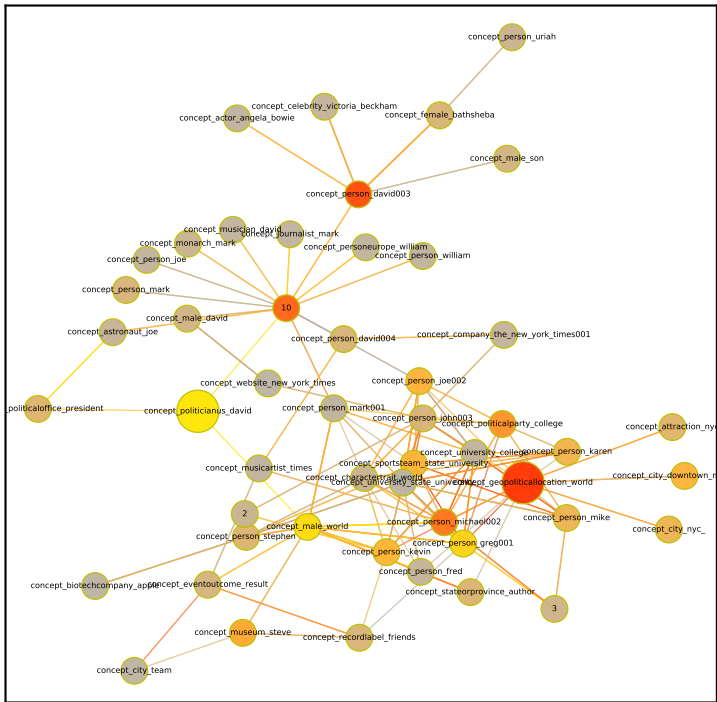 concept_person_uriah
concept_celebrity_victoria_beckham
concept_actor_angela_bowie
concept_female_bathsheba
concept_male_son
concept_person_david003
concept_musician_david
concept_journalist_mark
concept_monarch_mark
concept_personeurope_william
concept_person_william
concept_person_joe
concept_person_mark
10
concept_male_david
concept_astronaut_joe
concept_person_david004
concept_company_the_new_york_times001
concept_website_new_york_times
concept_person_joe002
_politicaloffice_president
concept_politicianus_david
concept_person_mark001
concept_person_john003
concept_politicalparty_college
concept_attraction_nyc
concept_university_college
concept_person_karen
concept_sportsteam_state_university
concept_musicartist_times
concept_charactertrait_world
concept_university_state_university
concept_geopoliticallocation_world
concept_city_downtown_m
2
concept_male_world
concept_person_michael002
concept_person_mike
concept_city_nyc_
concept_person_stephen
concept_person_greg001
concept_person_kevin
concept_person_fred
concept_biotechcompany_apple
concept_eventoutcome_result
concept_stateorprovince_author
3
concept_museum_steve
concept_recordlabel_friends
concept_city_team